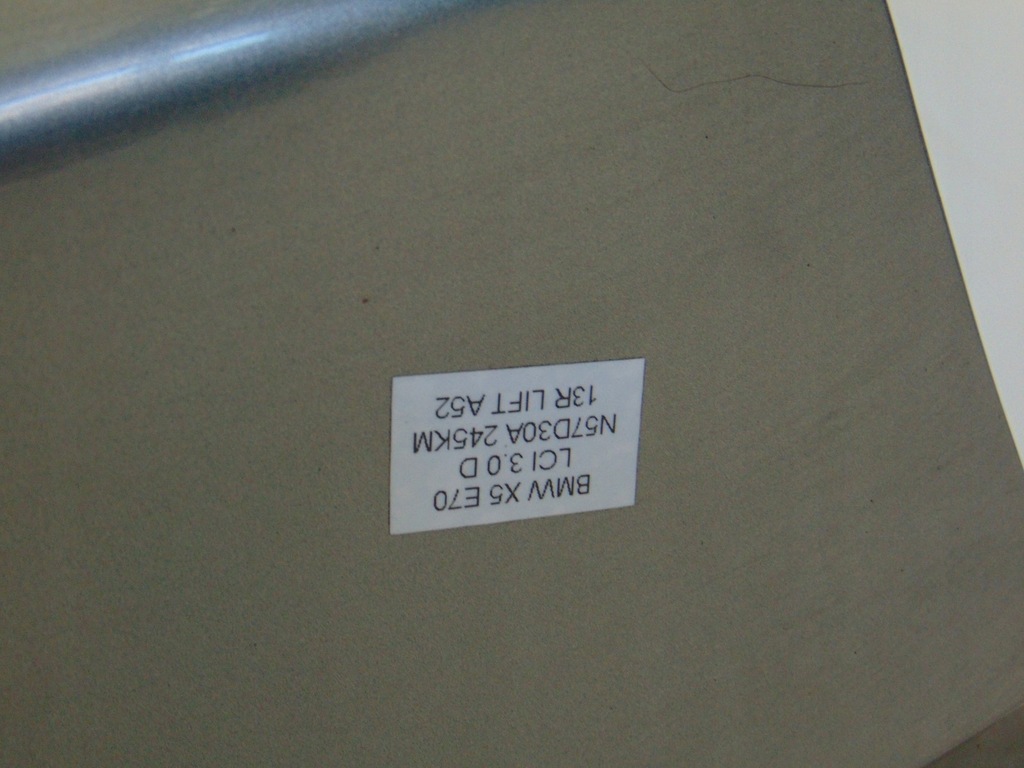 BMW X5 E70
LCI 3.0 D
N57D30A 245KM
13R LIFT A52